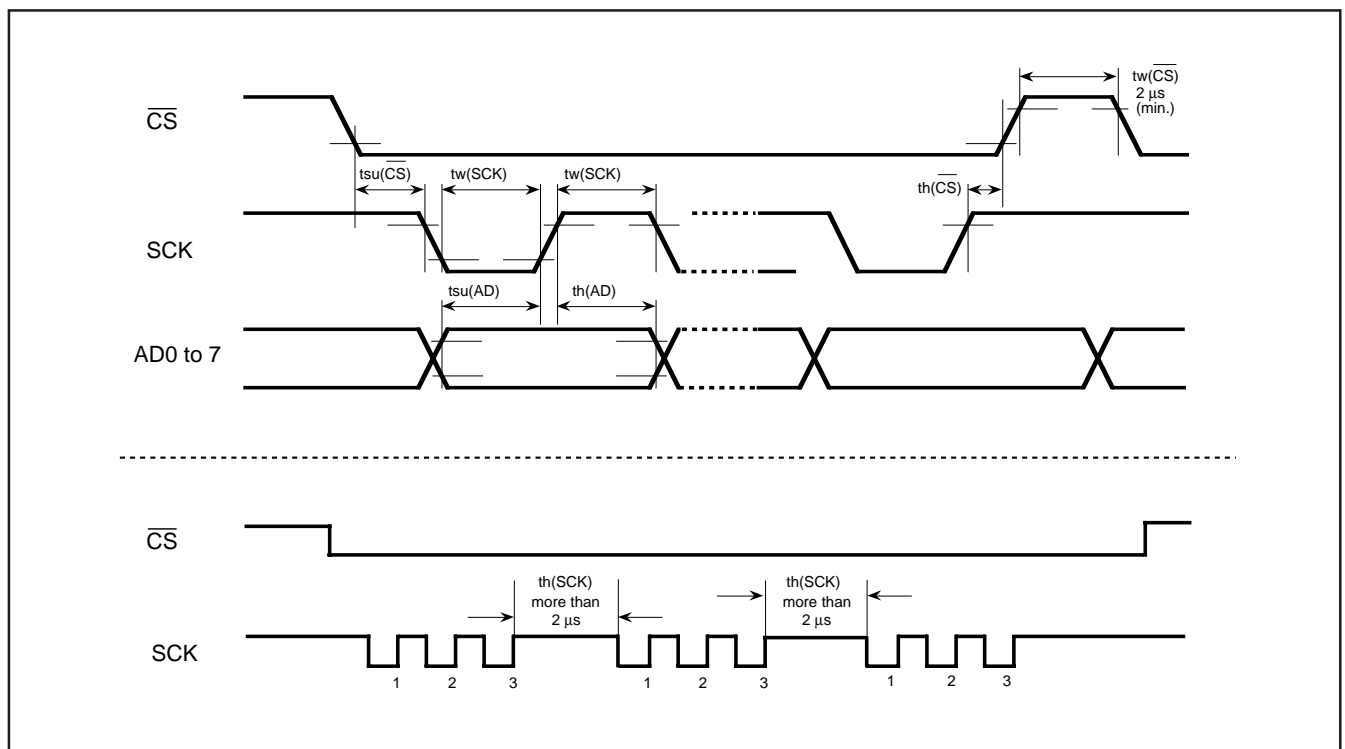 CS
tw(CS)
2 µs
(min.)
tsu(CS)
tw(SCK)
tw(SCK)
th(CS)
SCK
tsu(AD)
th(AD)
AD0 to 7
CS
th(SCK)
more than
2 µs
th(SCK)
more than
2 µs
SCK
1 2 3 1 2 3 1 2 3